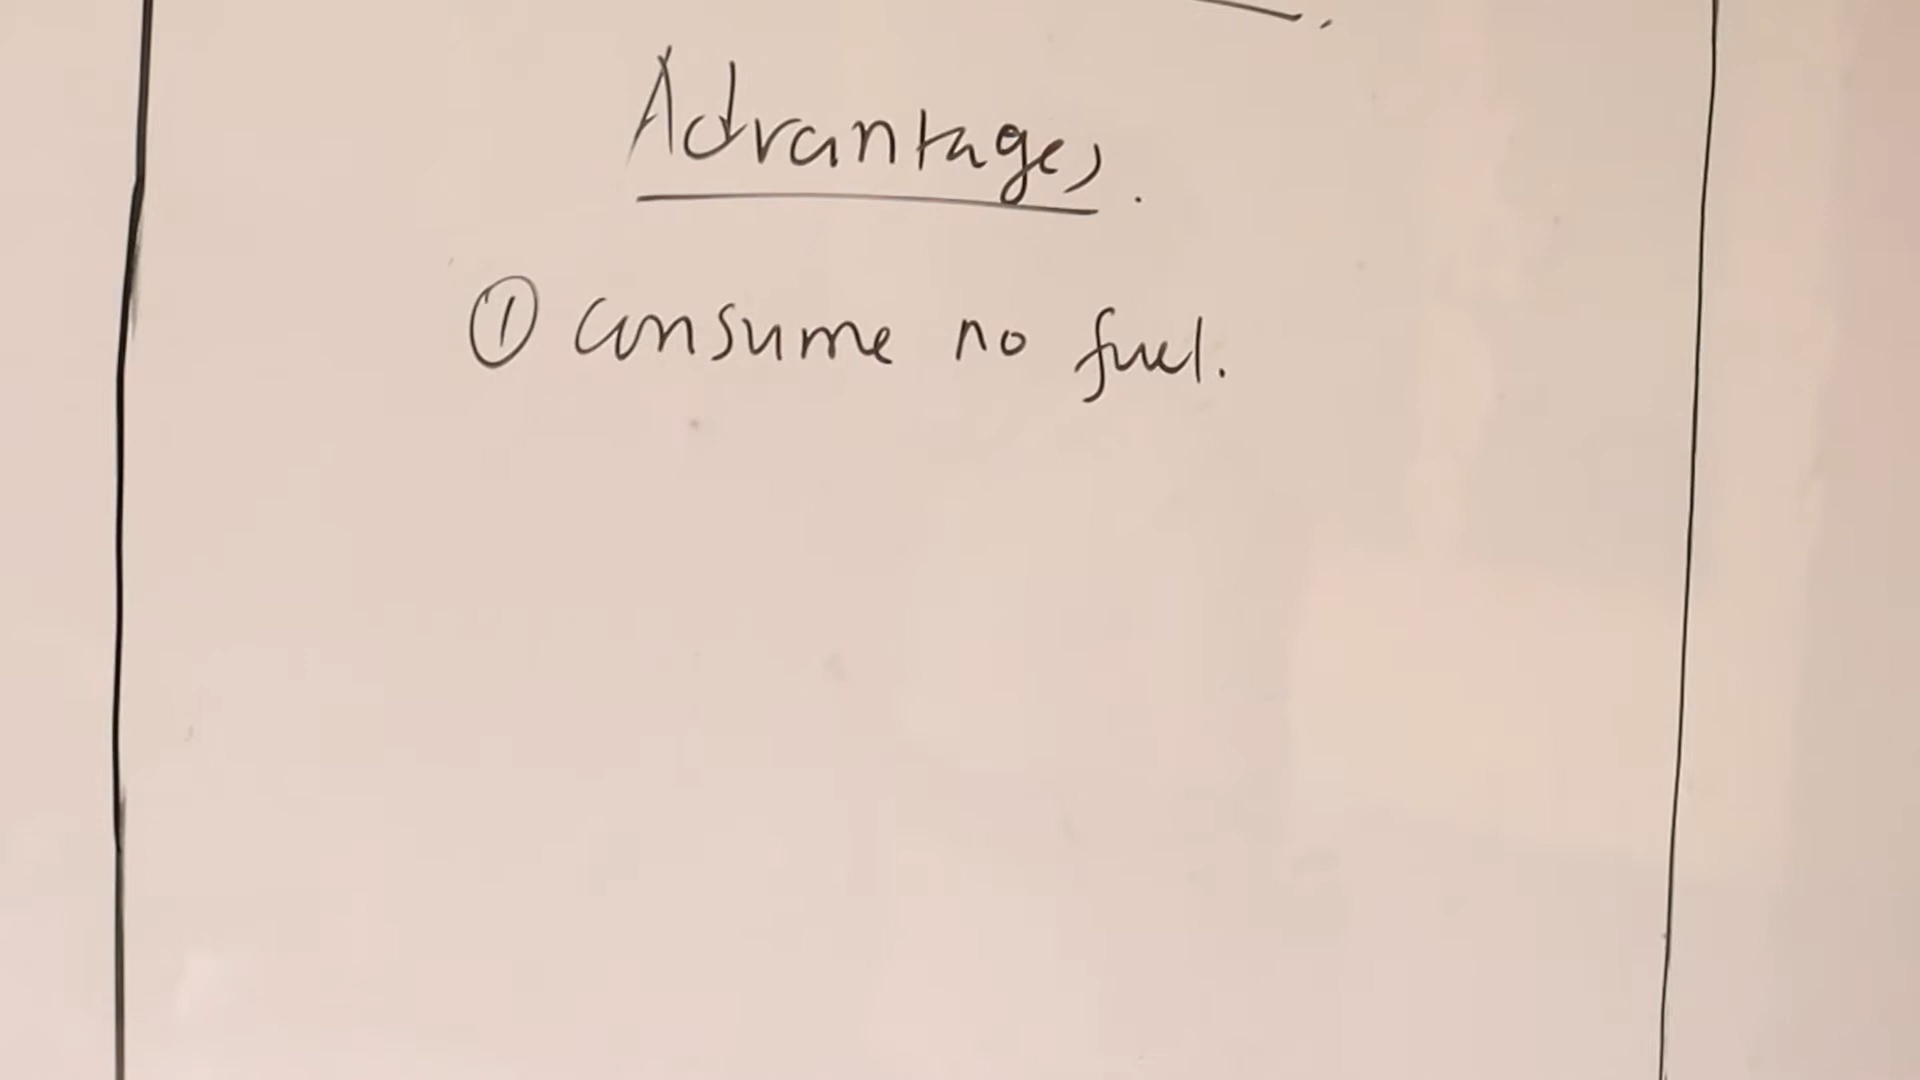 Advantages.
① consume no fuel.